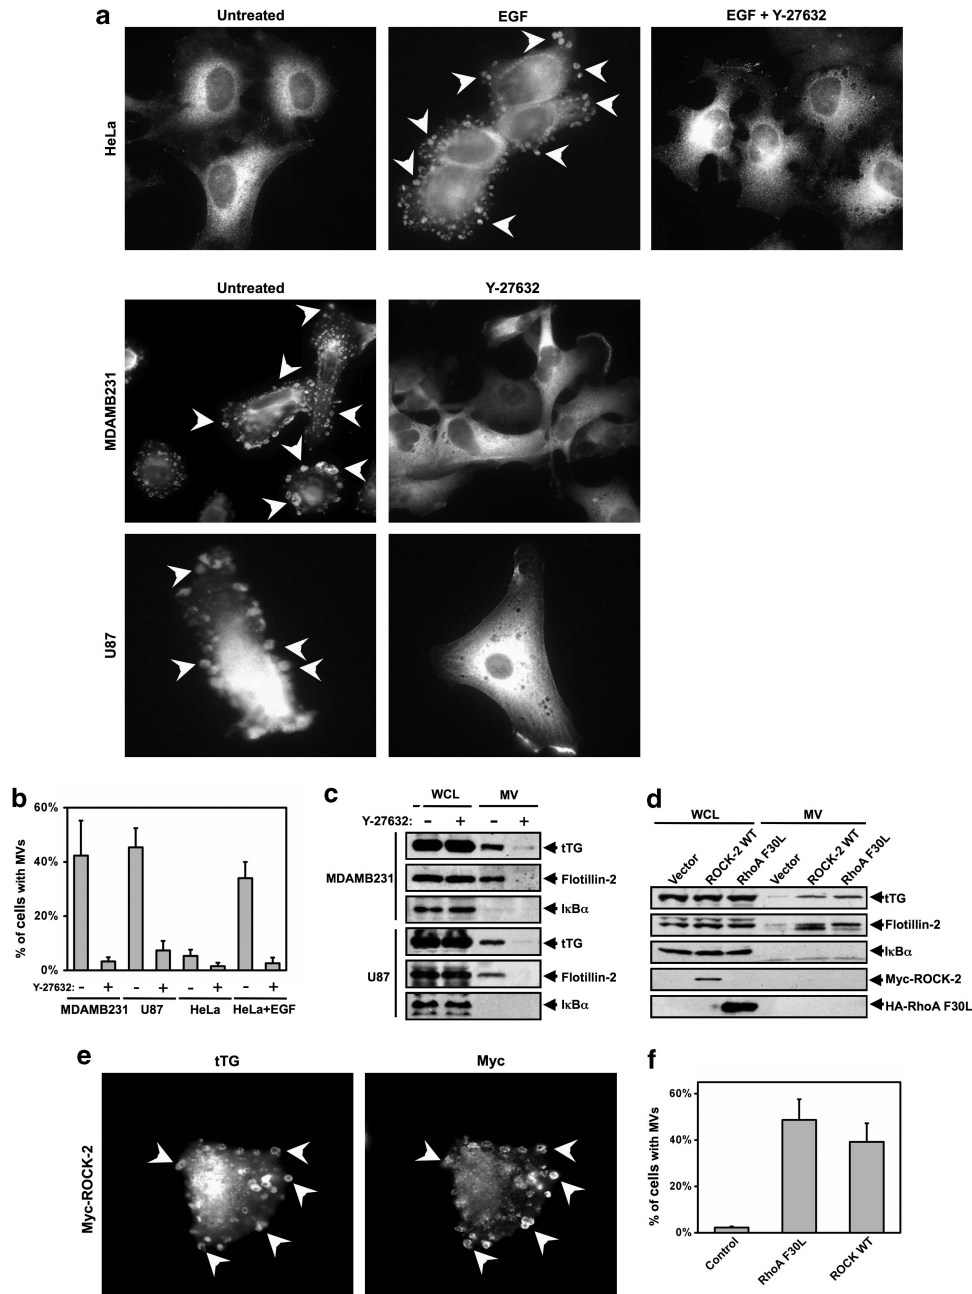 a
Untreated
EGF
EGF + Y-27632
HeLa
Untreated
Y-27632
MDAMB231
U87
b
60%
40%
20%
0%
% of cells with MVs
Y-27632: - + - + - + - +
MDAMB231 U87 HeLa HeLa+EGF
c
WCL MV
Y-27632: - + - +
MDAMB231
tTG
Flotillin-2
IκBα
U87
tTG
Flotillin-2
IκBα
d
WCL MV
Vector ROCK-2 WT RhoA F30L Vector ROCK-2 WT RhoA F30L
tTG
Flotillin-2
IκBα
Myc-ROCK-2
HA-RhoA F30L
e
tTG
Myc
Myc-ROCK-2
f
60%
40%
20%
0%
% of cells with MVs
Control
RhoA F30L
ROCK WT